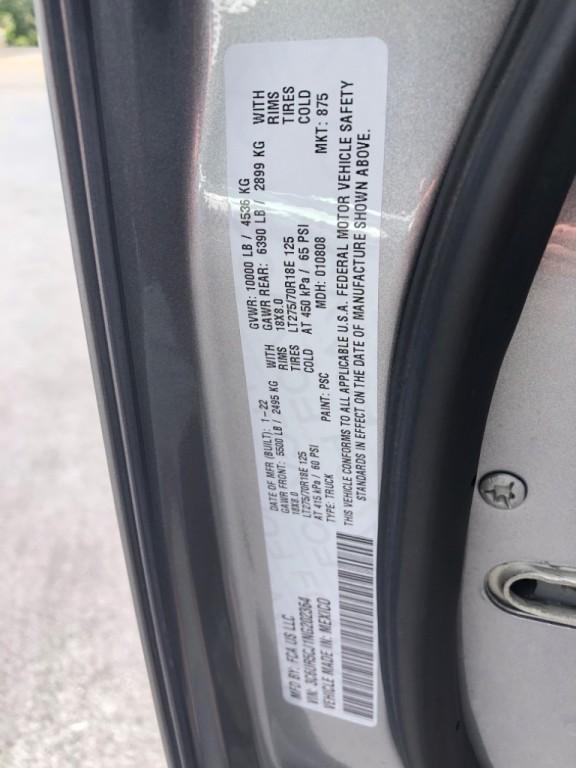 MFD BY: FCA US LLC
DATE OF MFR (BUILT): 1-22
GVWR: 10000 LB / 4536 KG
GAWR FRONT: 5500 LB / 2495 KG WITH
GAWR REAR: 6390 LB / 2899 KG WITH
18X8.0 RIMS
18X8.0 RIMS
LT275/70R18E 125 TIRES
LT275/70R18E 125 TIRES
AT 415 kPa / 60 PSI COLD
AT 450 kPa / 65 PSI COLD
VIN: 3C6UR5CJ1NG202364
TYPE: TRUCK
PAINT: PSC
MDH: 010808
MKT: 875
VEHICLE MADE IN: MEXICO
THIS VEHICLE CONFORMS TO ALL APPLICABLE U.S.A. FEDERAL MOTOR VEHICLE SAFETY
STANDARDS IN EFFECT ON THE DATE OF MANUFACTURE SHOWN ABOVE.